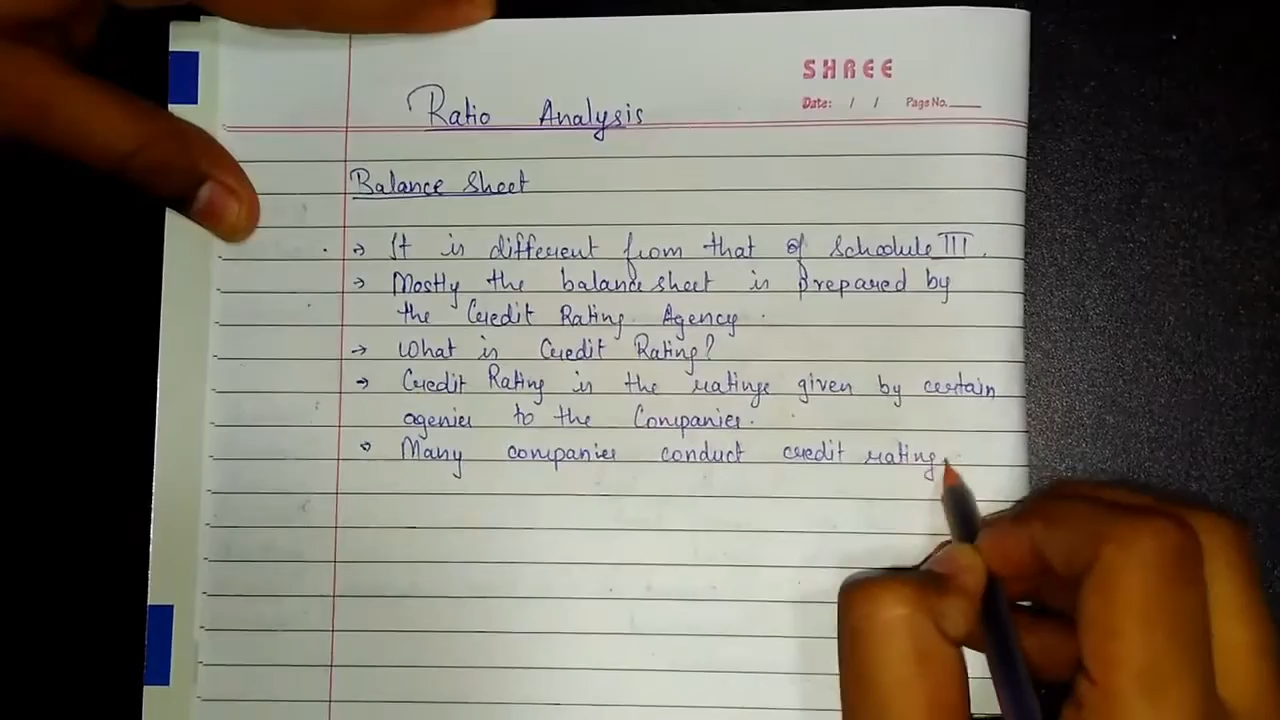 SHREE
Date: / / Page No.
Ratio Analysis
Balance Sheet
→ It is different from that of Schedule III.
→ Mostly the balance sheet is prepared by
the Credit Rating Agency.
→ What is Credit Rating?
→ Credit Rating is the ratings given by certain
agenies to the Companies.
→ Many companies conduct credit rating